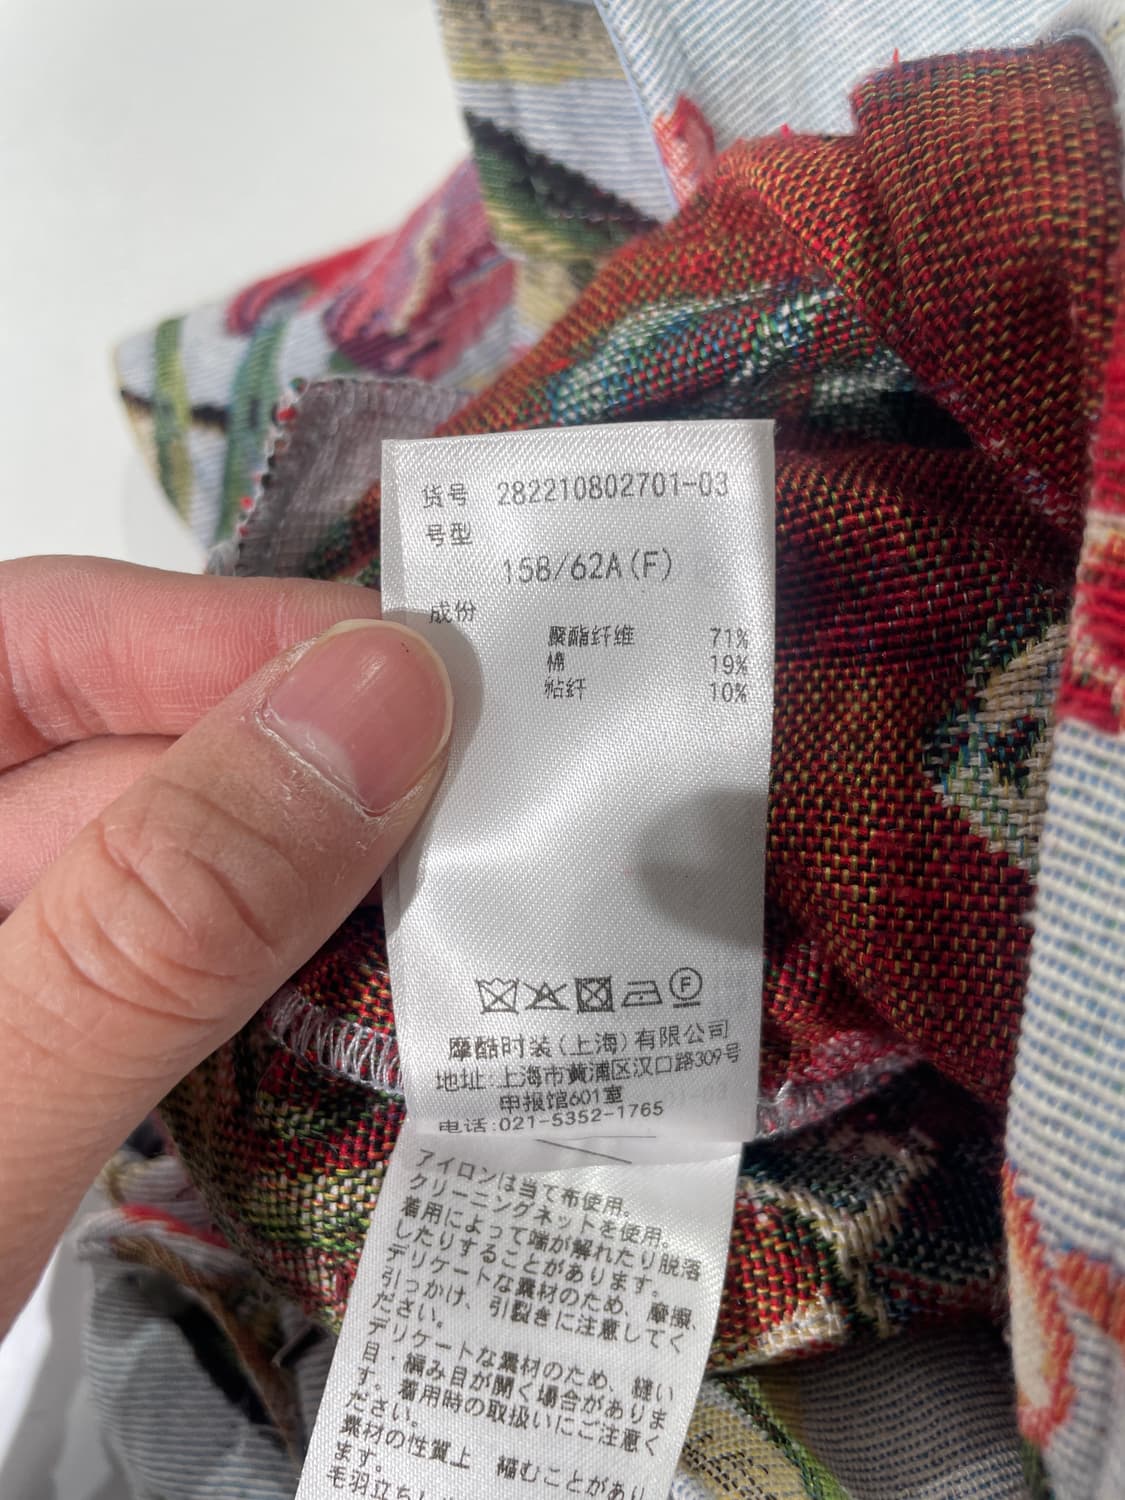 货号 282210802701-03
号型
158/62A(F)
成份
聚酯纤维 71%
棉 19%
粘纤 10%
摩酷时装(上海)有限公司
地址:上海市黄浦区汉口路309号
申报馆601室
电话:021-5352-1765
アイロンは当て布使用。
クリーニングネットを使用。
着用によって端が解れたり脱落
したりすることがあります。
デリケートな素材のため、摩擦、
引っかけ、引裂きに注意してく
ださい。
デリケートな素材のため、縫い
目・編み目が開く場合がありま
す。着用時の取扱いにご注意く
ださい。
素材の性質上 縮むことがあり
ます。
毛羽立ち